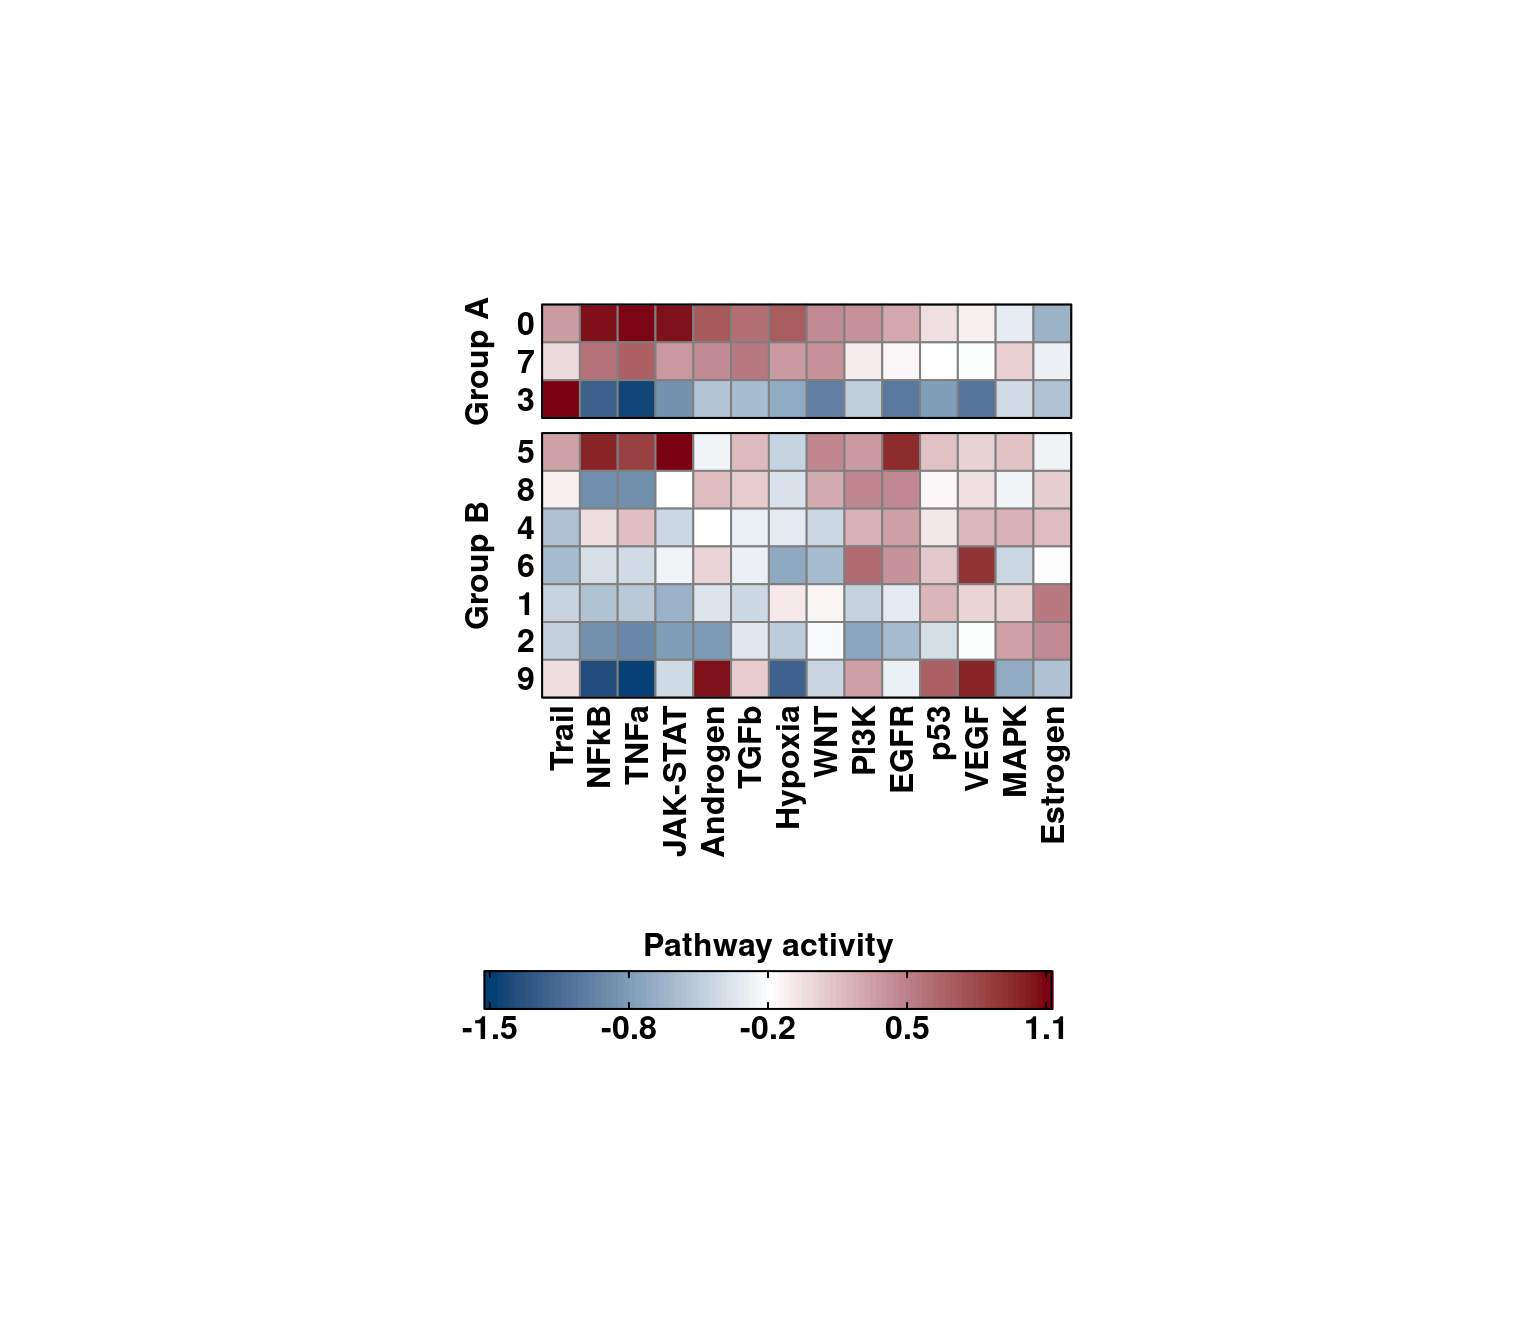 Group A
0
7
3
Group B
5
8
4
6
1
2
9
Trail NFkB TNFa JAK-STAT Androgen TGFb Hypoxia WNT PI3K EGFR p53 VEGF MAPK Estrogen
Pathway activity
-1.5 -0.8 -0.2 0.5 1.1